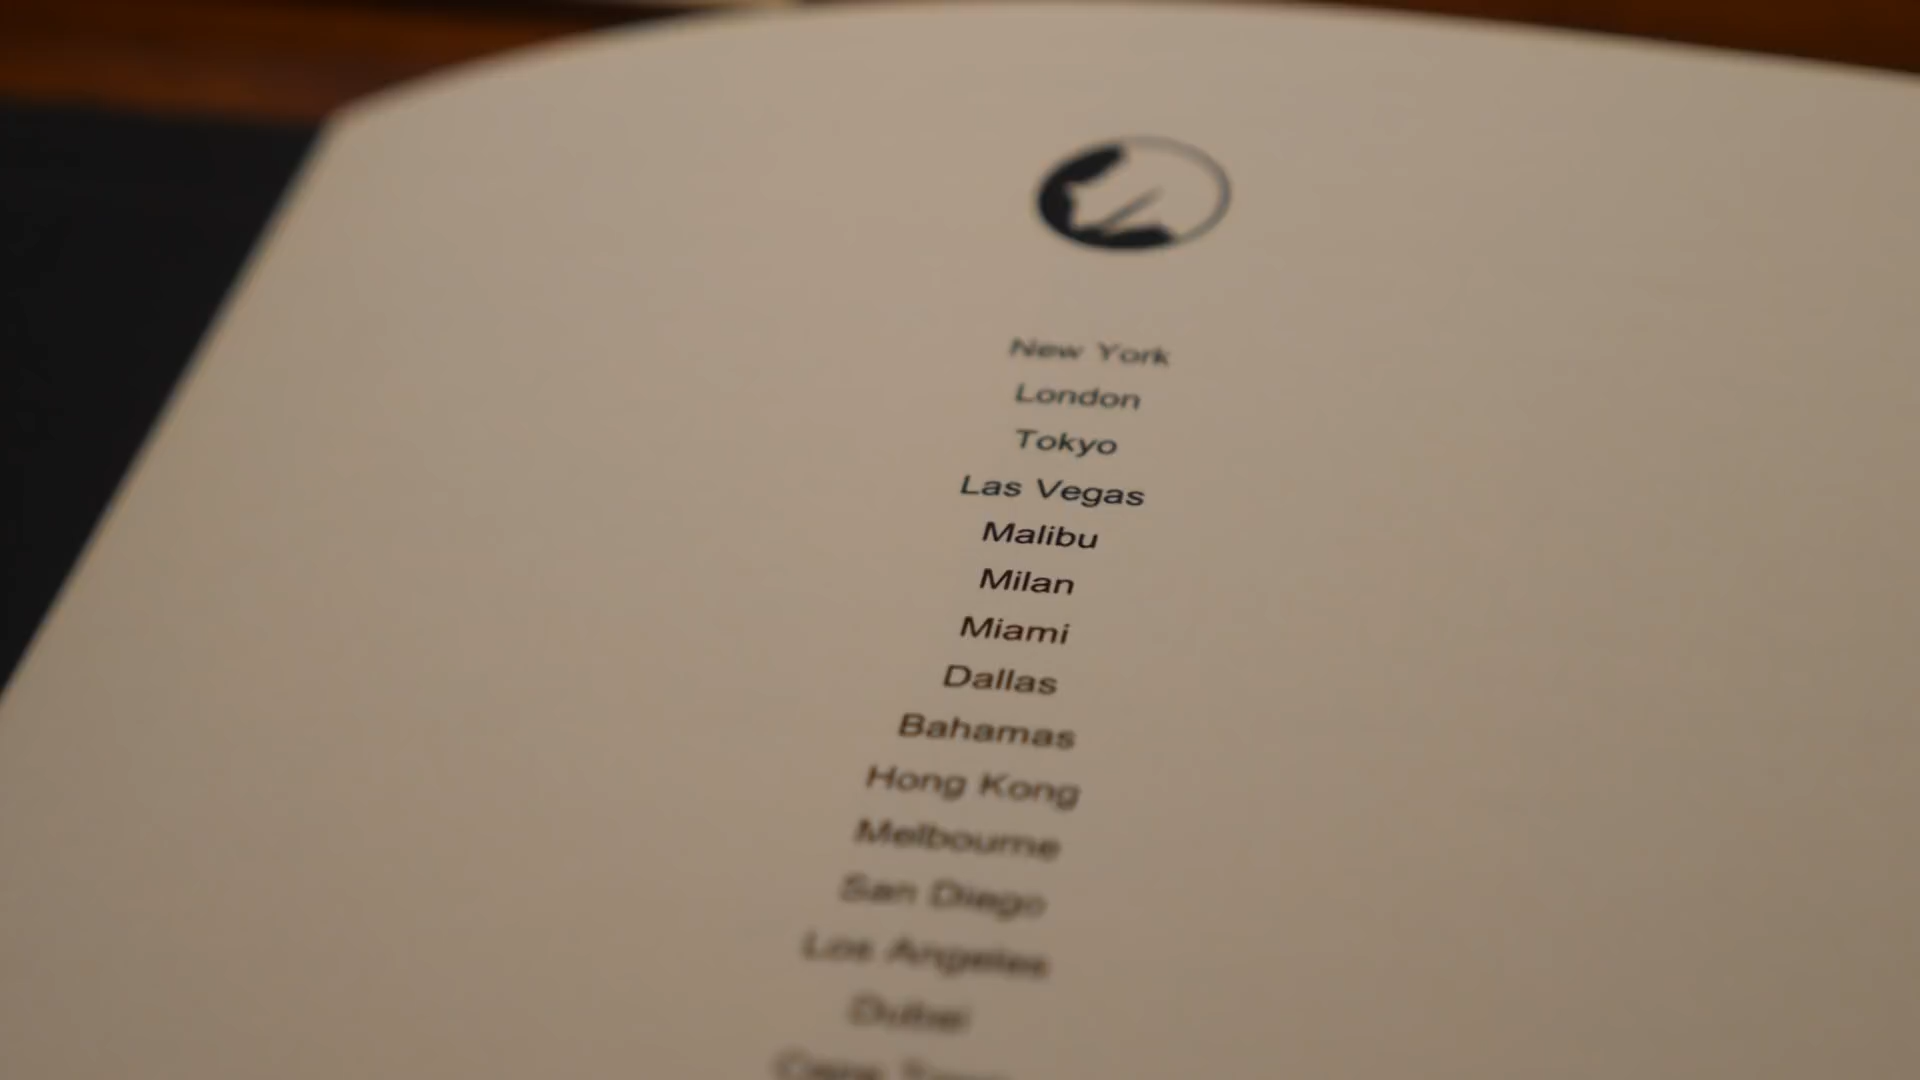 New York
London
Tokyo
Las Vegas
Malibu
Milan
Miami
Dallas
Bahamas
Hong Kong
Melbourne
San Diego
Los Angeles
Dubai